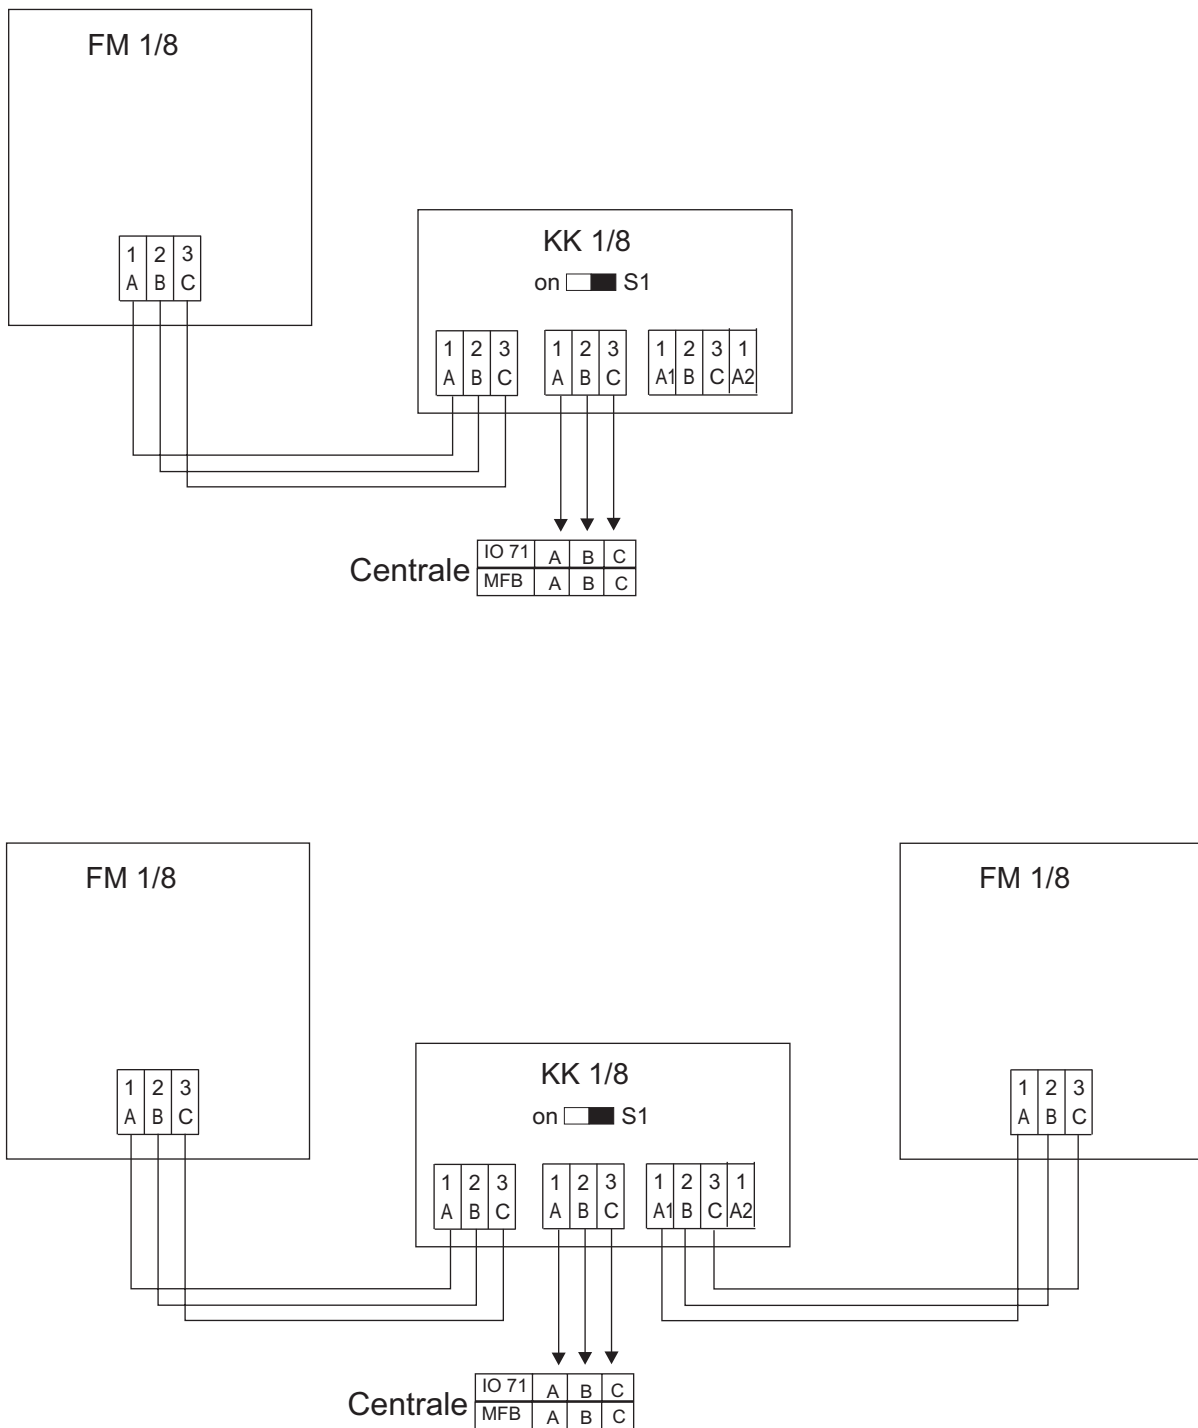 FM 1/8
1 2 3
A B C
KK 1/8
on S1
1 2 3 1 2 3 1 2 3 1
A B C A B C A1 B C A2
Centrale
IO 71 A B C
MFB A B C
FM 1/8 FM 1/8
1 2 3 1 2 3
A B C A B C
KK 1/8
on S1
1 2 3 1 2 3 1 2 3 1
A B C A B C A1 B C A2
Centrale
IO 71 A B C
MFB A B C